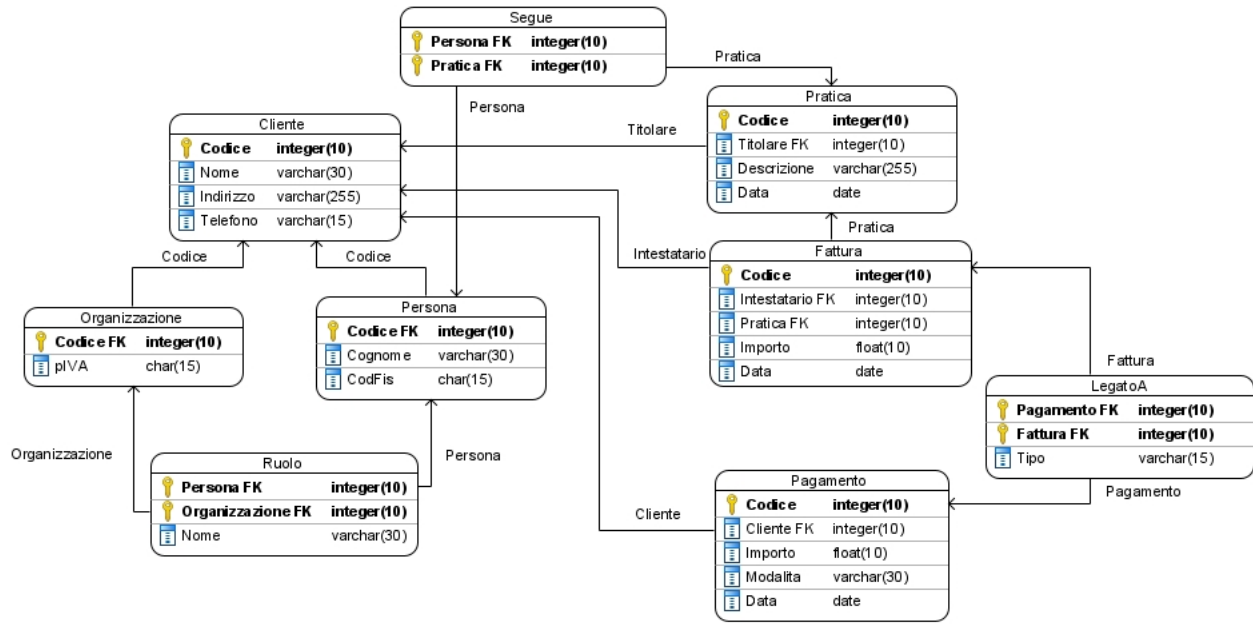 Segue
Persona FK integer(10)
Pratica FK integer(10)
Pratica
Persona
Pratica
Codice integer(10)
Titolare FK integer(10)
Descrizione varchar(255)
Data date
Titolare
Cliente
Codice integer(10)
Nome varchar(30)
Indirizzo varchar(255)
Telefono varchar(15)
Pratica
Intestatario
Codice
Codice
Fattura
Codice integer(10)
Intestatario FK integer(10)
Pratica FK integer(10)
Importo float(10)
Data date
Organizzazione
Codice FK integer(10)
pIVA char(15)
Persona
Codice FK integer(10)
Cognome varchar(30)
CodFis char(15)
Fattura
LegatoA
Pagamento FK integer(10)
Fattura FK integer(10)
Tipo varchar(15)
Pagamento
Organizzazione
Persona
Ruolo
Persona FK integer(10)
Organizzazione FK integer(10)
Nome varchar(30)
Cliente
Pagamento
Codice integer(10)
Cliente FK integer(10)
Importo float(10)
Modalita varchar(30)
Data date